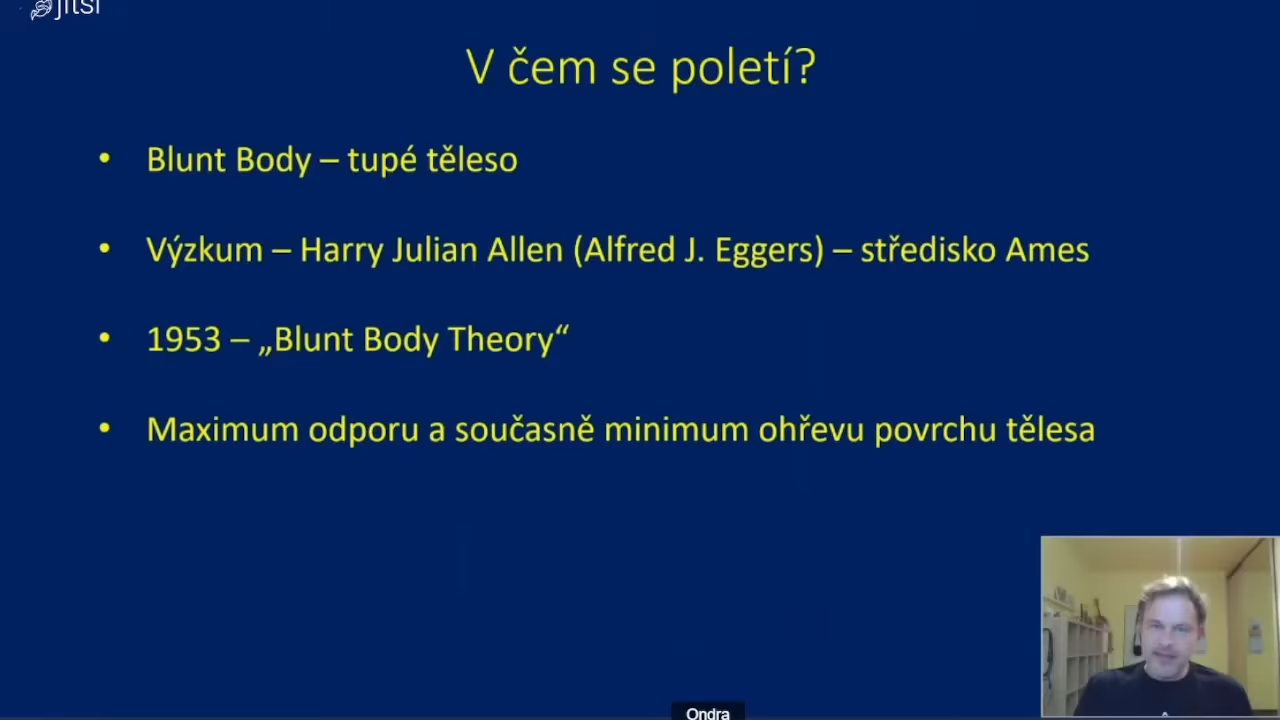 jitsi
V čem se poletí?
• Blunt Body – tupé těleso
• Výzkum – Harry Julian Allen (Alfred J. Eggers) – středisko Ames
• 1953 – „Blunt Body Theory“
• Maximum odporu a současně minimum ohřevu povrchu tělesa
Ondra